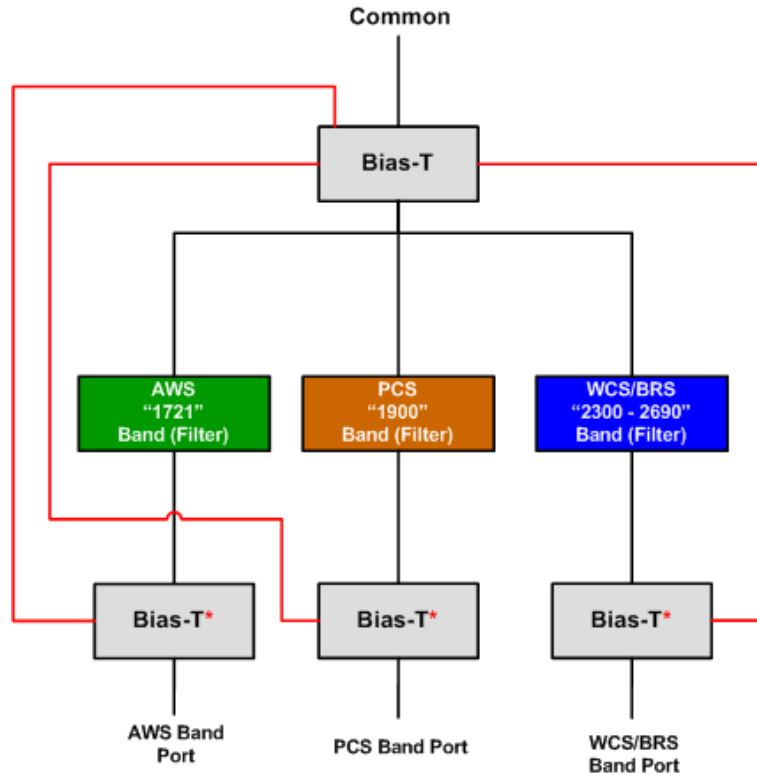 Common
Bias-T
AWS
“1721”
Band (Filter)
PCS
“1900”
Band (Filter)
WCS/BRS
“2300 - 2690”
Band (Filter)
Bias-T*
Bias-T*
Bias-T*
AWS Band
Port
PCS Band Port
WCS/BRS
Band Port